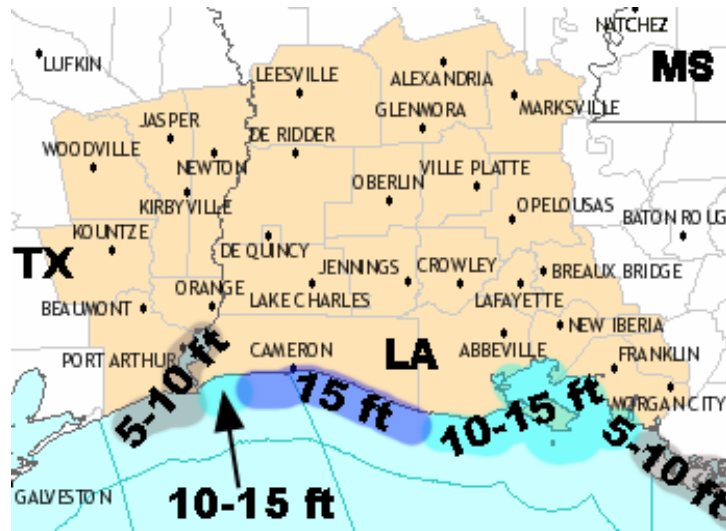 NATCHEZ
LUFKIN
MS
LEESVILLE
ALEXANDRIA
GLENMORA
MARKSVILLE
JASPER
DE RIDDER
WOODVILLE
NEWTON
VILLE PLATTE
OBERLIN
KIRBYVILLE
OPELOUSAS
BATON ROUG
KOUNTZE
DE QUINCY
TX
JENNINGS
CROWLEY
BREAUX BRIDGE
ORANGE
LAKE CHARLES
LAFAYETTE
BEAUMONT
NEW IBERIA
CAMERON
LA
ABBEVILLE
PORT ARTHUR
FRANKLIN
5-10 ft
15 ft
10-15 ft
MORGAN CITY
5-10 ft
GALVESTON
10-15 ft